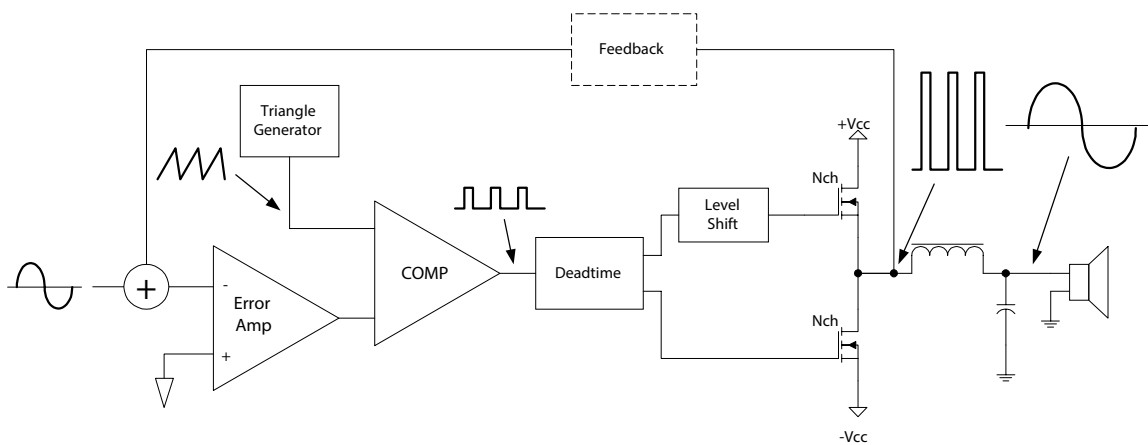 Feedback
Triangle
Generator
+Vcc
Nch
Level
Shift
COMP
Deadtime
+
-
Error
Amp
+
Nch
-Vcc